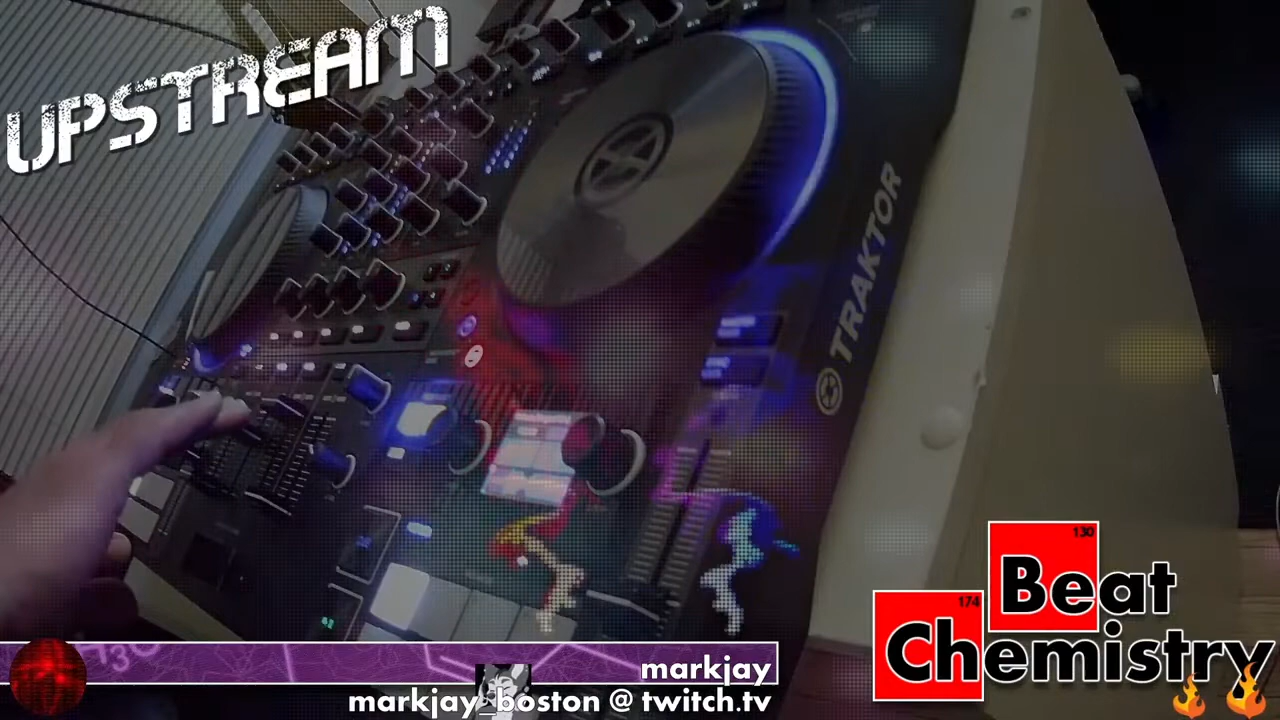 UPSTREAM
TRAKTOR
130
Beat
174
Chemistry
markjay
markjay_boston @ twitch.tv